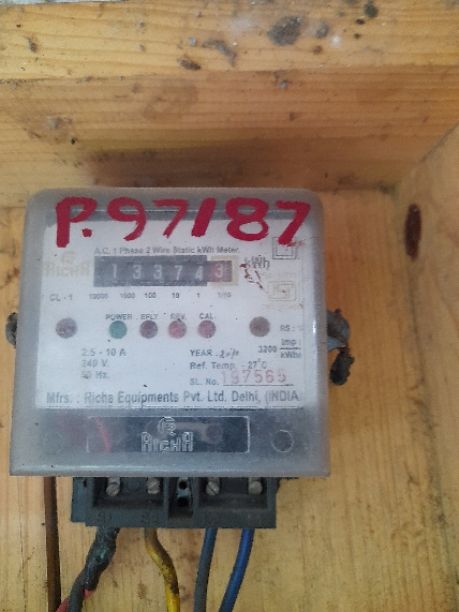 P.97187
A.C. 1 Phase 2 Wire Static kWh Meter
RICHA
1 3 3 7 4 3 kWh
CL - 1 10000 1000 100 10 1 1/10
POWER EPLT REV. CAL
2.5 - 10 A YEAR - 3200 Imp/kWh
240 V. Ref. Temp. - 27°C
50 Hz. SL. No. 197565
Mfrs. : Richa Equipments Pvt. Ltd. Delhi, (INDIA
RICHA